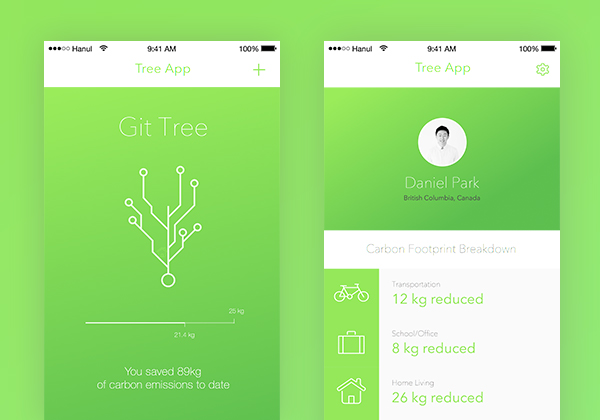 Hanul
9:41 AM
100%
Tree App
Git Tree
25 kg
21.4 kg
You saved 89kg
of carbon emissions to date
Hanul
9:41 AM
100%
Tree App
Daniel Park
British Columbia, Canada
Carbon Footprint Breakdown
Transportation
12 kg reduced
School/Office
8 kg reduced
Home Living
26 kg reduced